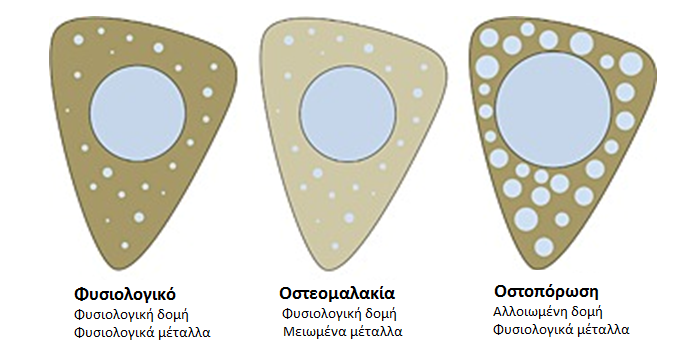 Φυσιολογικό
Φυσιολογική δομή
Φυσιολογικά μέταλλα
Οστεομαλακία
Φυσιολογική δομή
Μειωμένα μέταλλα
Οστοπόρωση
Αλλοιωμένη δομή
Φυσιολογικά μέταλλα